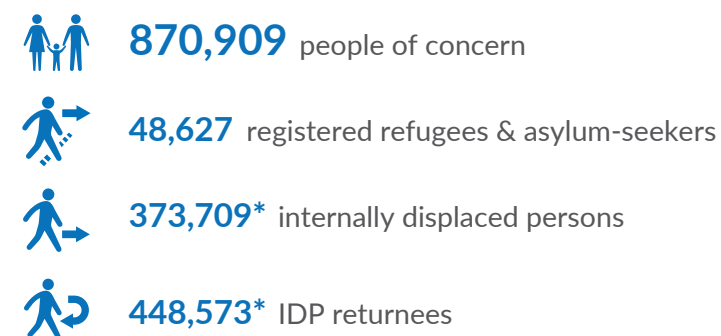 870,909 people of concern
48,627 registered refugees & asylum-seekers
373,709* internally displaced persons
448,573* IDP returnees